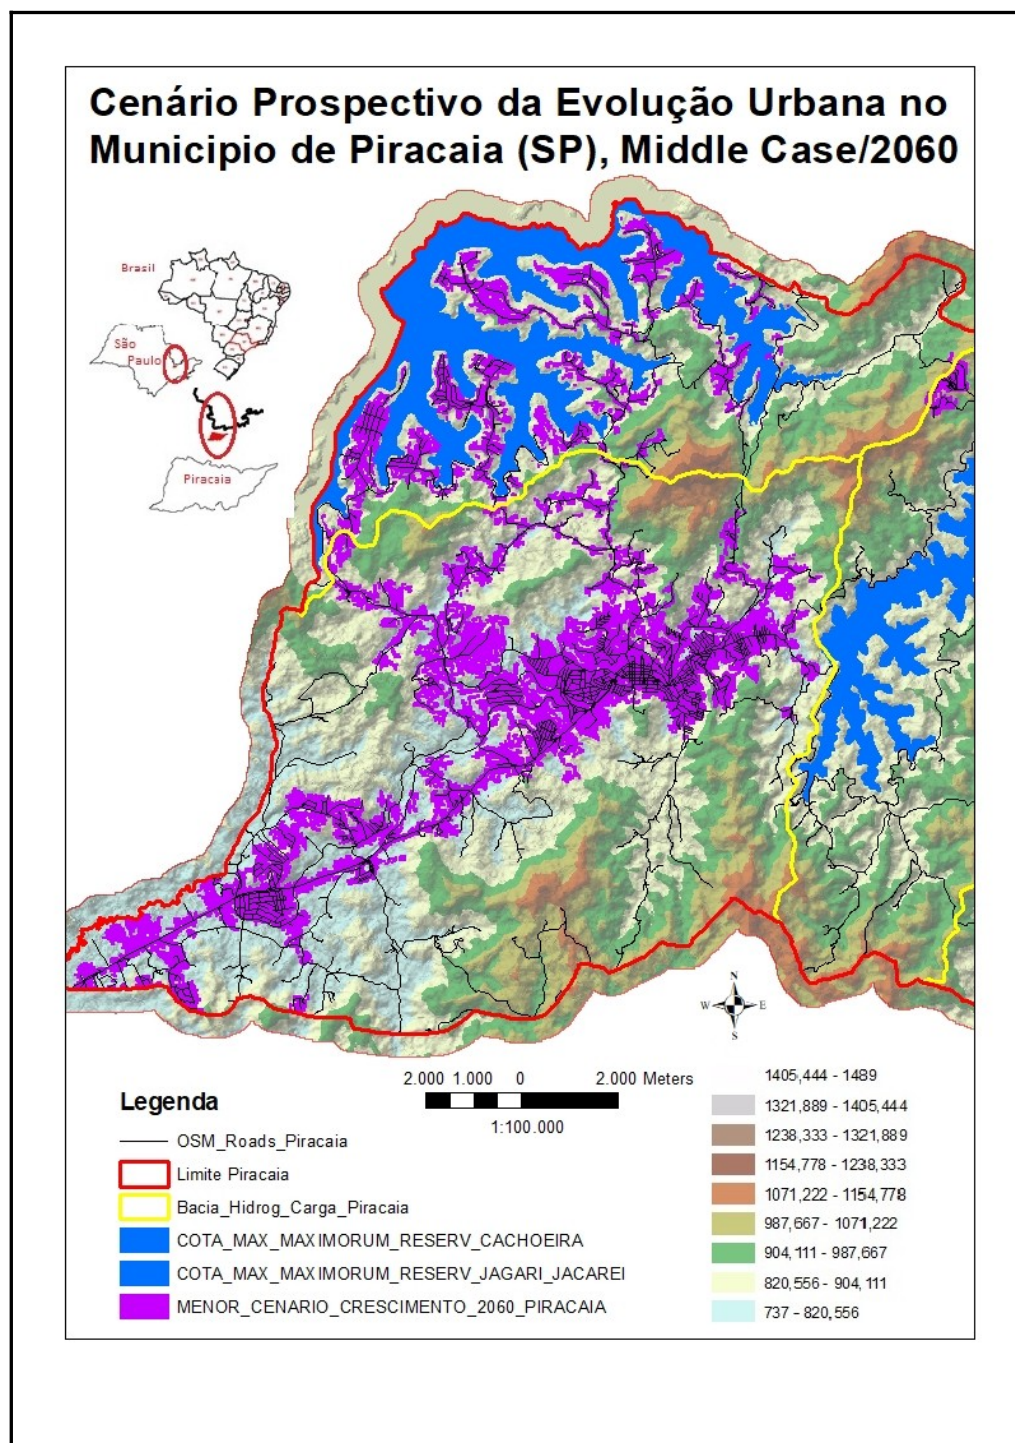 Cenário Prospectivo da Evolução Urbana no
Municipio de Piracaia (SP), Middle Case/2060
Brasil
São
Paulo
Piracaia
N
W E
S
2.000 1.000 0 2.000 Meters
1:100.000
Legenda
OSM_Roads_Piracaia
Limite Piracaia
Bacia_Hidrog_Carga_Piracaia
COTA_MAX_MAXIMORUM_RESERV_CACHOEIRA
COTA_MAX_MAXIMORUM_RESERV_JAGARI_JACAREI
MENOR_CENARIO_CRESCIMENTO_2060_PIRACAIA
1405,444 - 1489
1321,889 - 1405,444
1238,333 - 1321,889
1154,778 - 1238,333
1071,222 - 1154,778
987,667 - 1071,222
904,111 - 987,667
820,556 - 904,111
737 - 820,556